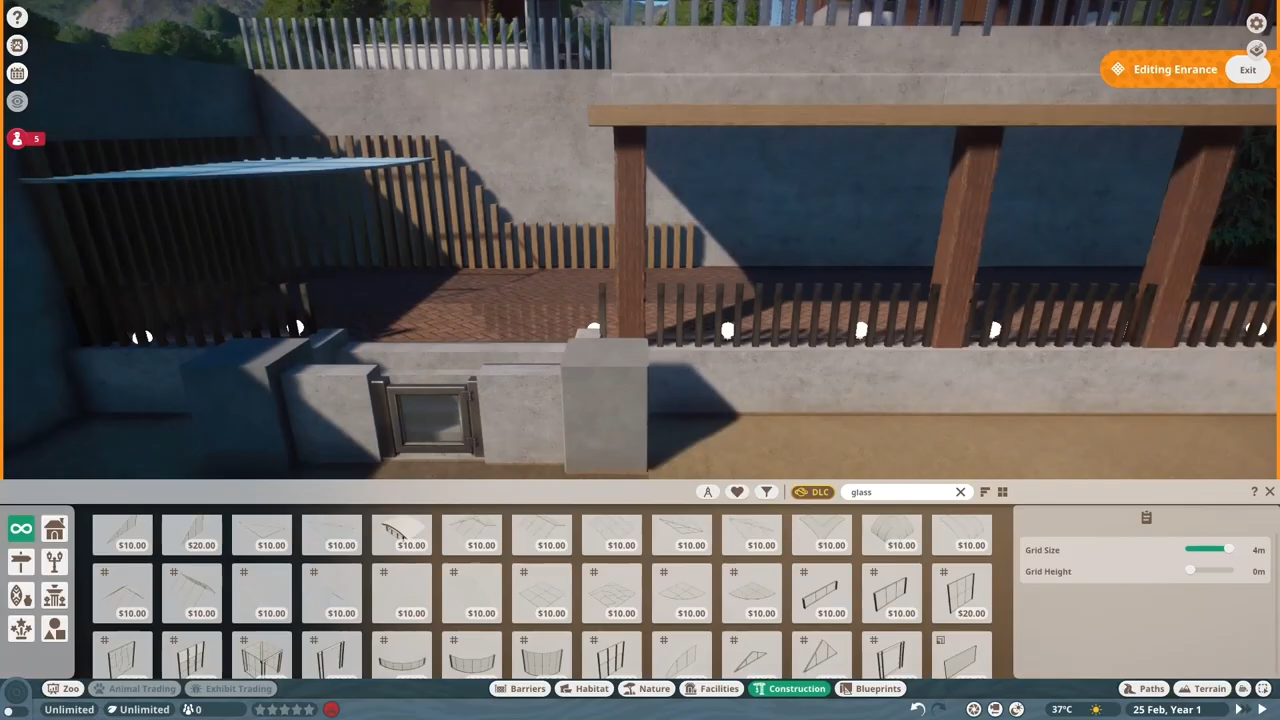 ?
Editing Enrance
Exit
5
DLC
glass
?
$10.00 $20.00 $10.00 $10.00 $10.00 $10.00 $10.00 $10.00 $10.00 $10.00 $10.00 $10.00 $10.00
$10.00 $10.00 $10.00 $10.00 $10.00 $10.00 $10.00 $10.00 $10.00 $10.00 $10.00 $10.00 $20.00
Grid Size 4m
Grid Height 0m
Zoo Animal Trading Exhibit Trading Barriers Habitat Nature Facilities Construction Blueprints Paths Terrain
Unlimited Unlimited 0 37°C 25 Feb, Year 1